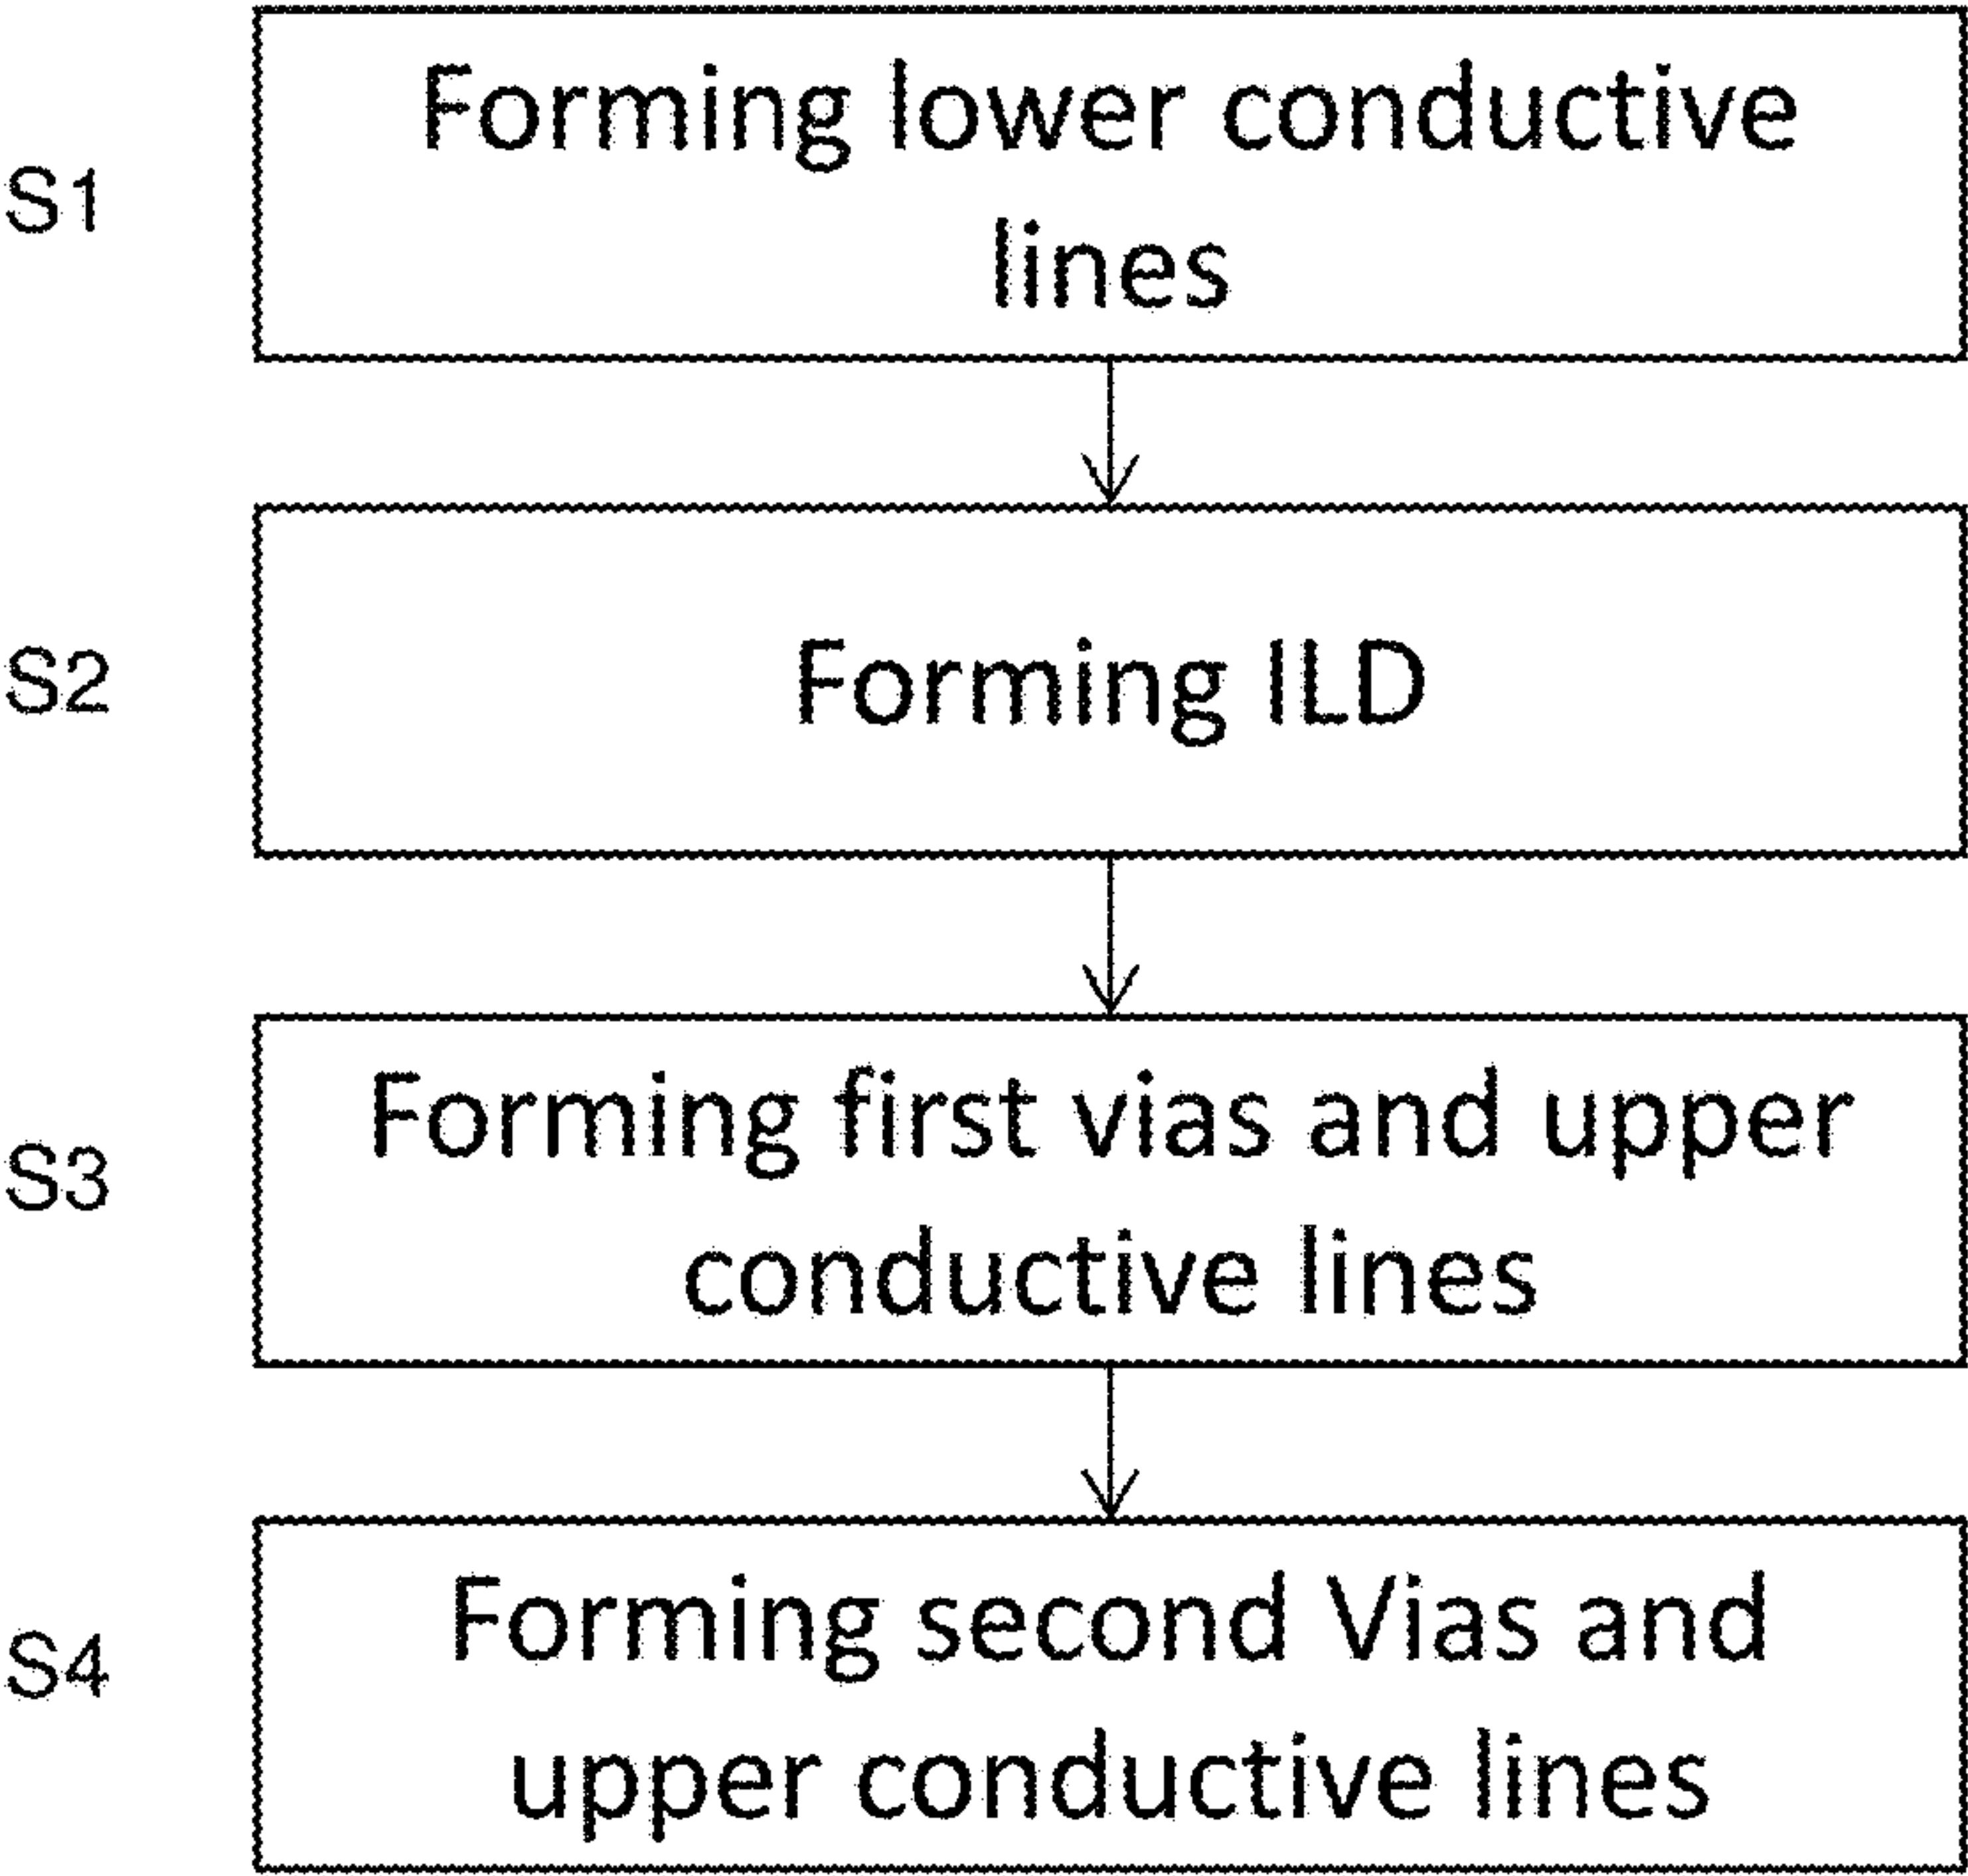 S1
Forming lower conductive
lines
S2
Forming ILD
S3
Forming first vias and upper
conductive lines
S4
Forming second Vias and
upper conductive lines